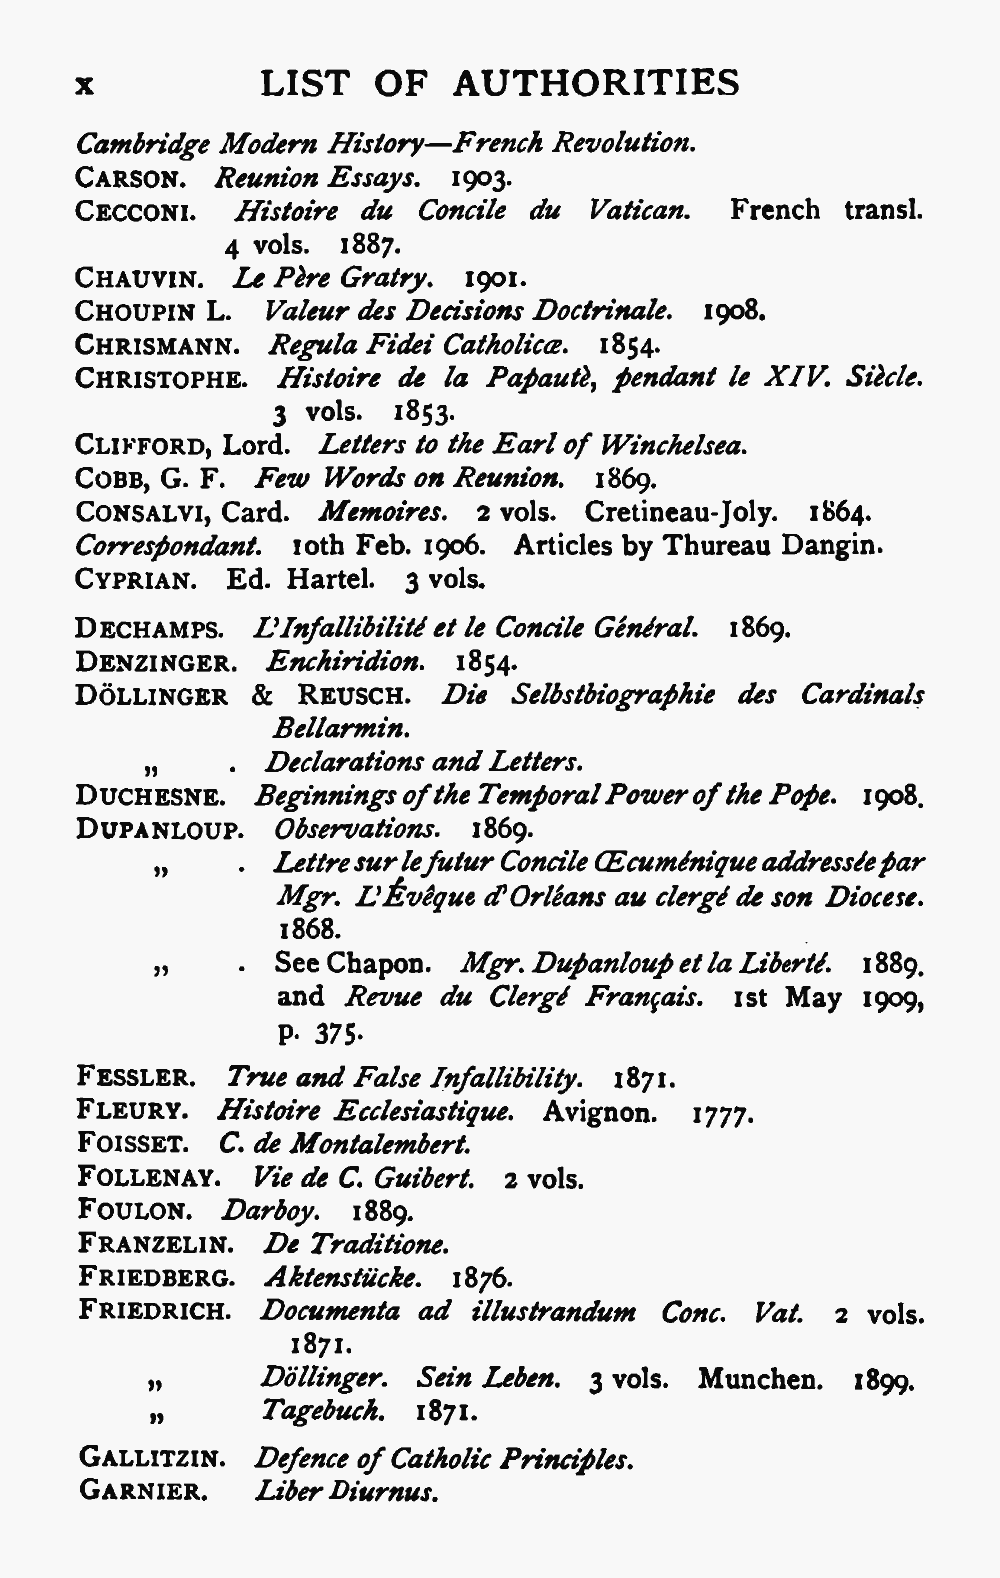 x LIST OF AUTHORITIES
Cambridge Modern History—French Revolution.
CARSON. Reunion Essays. 1903.
CECCONI. Histoire du Concile du Vatican. French transl.
4 vols. 1887.
CHAUVIN. Le Père Gratry. 1901.
CHOUPIN L. Valeur des Decisions Doctrinale. 1908.
CHRISMANN. Regula Fidei Catholicæ. 1854.
CHRISTOPHE. Histoire de la Papautè, pendant le XIV. Siècle.
3 vols. 1853.
CLIFFORD, Lord. Letters to the Earl of Winchelsea.
COBB, G. F. Few Words on Reunion. 1869.
CONSALVI, Card. Memoires. 2 vols. Cretineau-Joly. 1864.
Correspondant. 10th Feb. 1906. Articles by Thureau Dangin.
CYPRIAN. Ed. Hartel. 3 vols.
DECHAMPS. L'Infallibilité et le Concile Général. 1869.
DENZINGER. Enchiridion. 1854.
DÖLLINGER & REUSCH. Die Selbstbiographie des Cardinals
Bellarmin.
„ . Declarations and Letters.
DUCHESNE. Beginnings of the Temporal Power of the Pope. 1908.
DUPANLOUP. Observations. 1869.
„ . Lettre sur le futur Concile Œcuménique addressée par
Mgr. L'Évêque d'Orléans au clergé de son Diocese.
1868.
„ . See Chapon. Mgr. Dupanloup et la Liberté. 1889.
and Revue du Clergé Français. 1st May 1909,
p. 375.
FESSLER. True and False Infallibility. 1871.
FLEURY. Histoire Ecclesiastique. Avignon. 1777.
FOISSET. C. de Montalembert.
FOLLENAY. Vie de C. Guibert. 2 vols.
FOULON. Darboy. 1889.
FRANZELIN. De Traditione.
FRIEDBERG. Aktenstücke. 1876.
FRIEDRICH. Documenta ad illustrandum Conc. Vat. 2 vols.
1871.
„ Döllinger. Sein Leben. 3 vols. Munchen. 1899.
„ Tagebuch. 1871.
GALLITZIN. Defence of Catholic Principles.
GARNIER. Liber Diurnus.